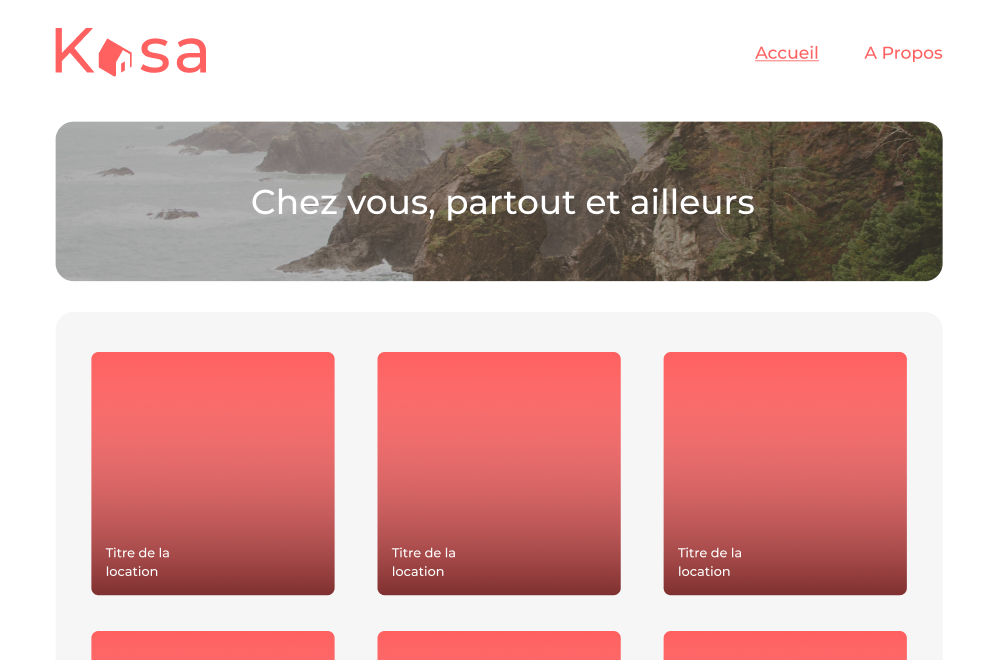 Kasa
Accueil
A Propos
Chez vous, partout et ailleurs
Titre de la
location
Titre de la
location
Titre de la
location